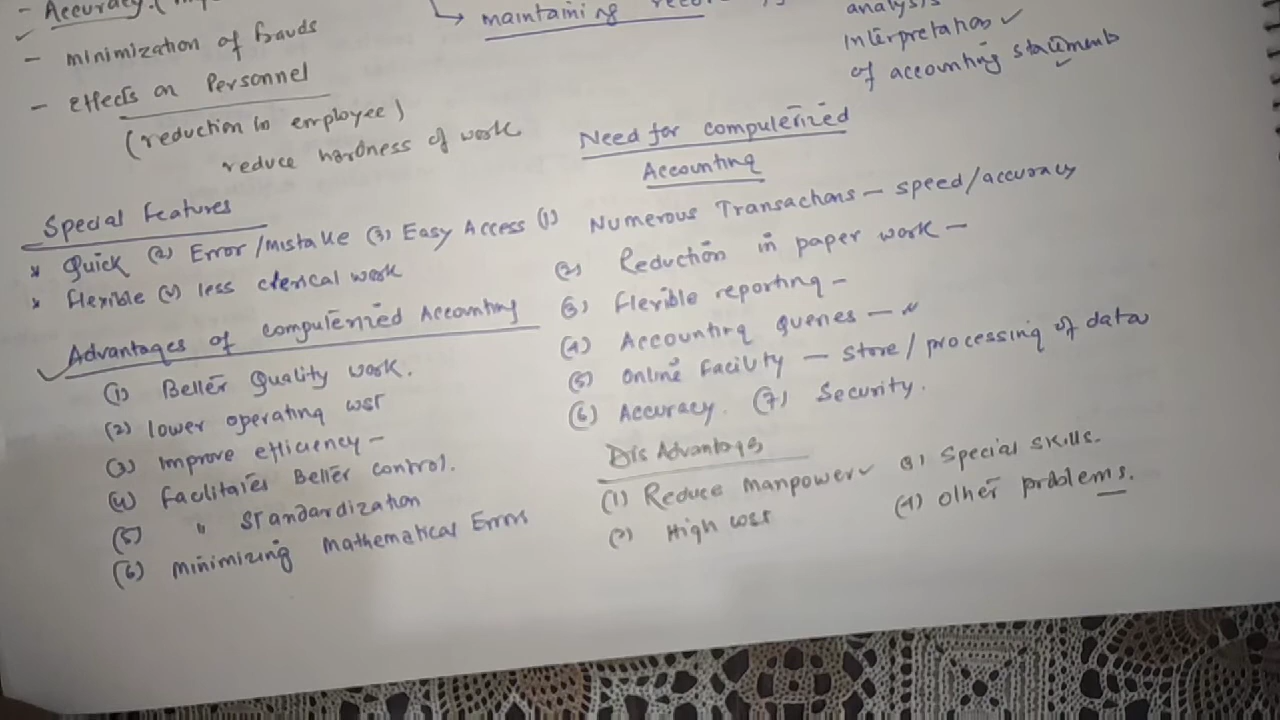 - Accuracy.
- minimization of frauds
- effects on Personnel
(reduction in employee)
reduce hardness of work
maintaining
analysis
Interpretation
of accounting statements
Special Features
* Quick (2) Error/Mistake (3) Easy Access
* Flexible (4) less clerical work
Advantages of computerized Accounting
(1) Better Quality work.
(2) lower operating cost
(3) Improve efficiency -
(4) Facilitates Better control.
(5) " Standardization
(6) Minimizing Mathematical Errors
Need for computerized
Accounting
(1) Numerous Transactions - speed/accuracy
(2) Reduction in paper work -
(3) Flexible reporting -
(4) Accounting queries - "
(5) Online Facility - store/processing of data
(6) Accuracy. (7) Security.
DisAdvantages
(1) Reduce Manpower (3) Special Skills.
(2) High cost (4) Other problems.